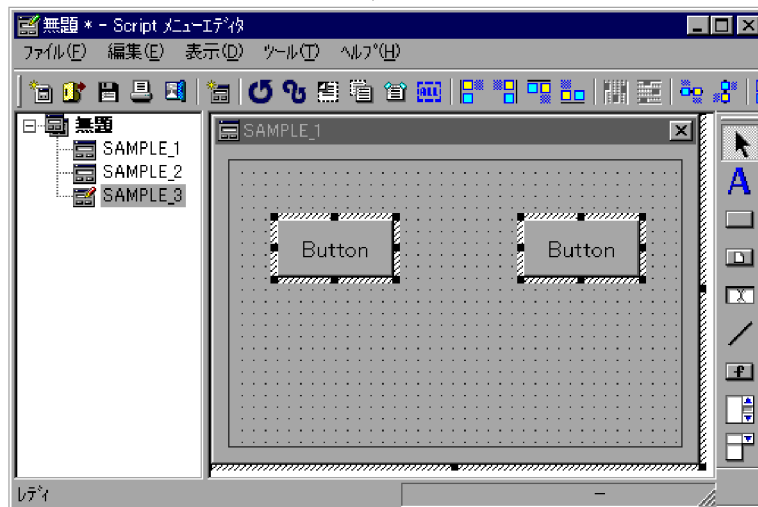 無題 * - Script ﾒﾆｭｰｴﾃﾞｨﾀ
ファイル(F) 編集(E) 表示(D) ツール(T) ヘルプ(H)
ALL
無題
SAMPLE_1
SAMPLE_2
SAMPLE_3
SAMPLE_1
Button Button
A
f
ﾚﾃﾞｨ